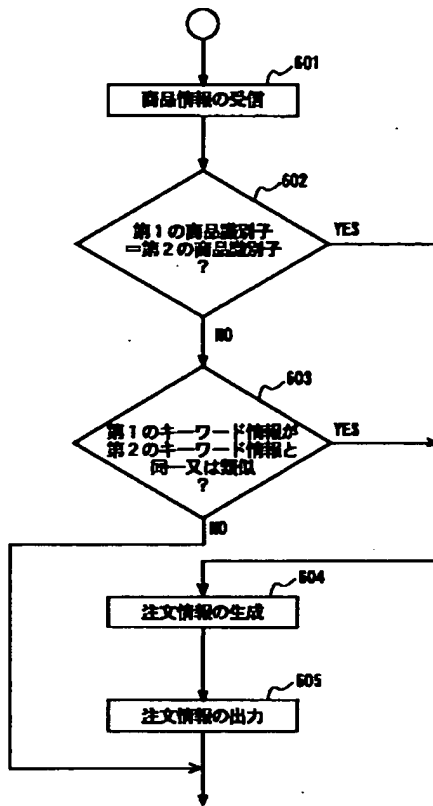 601
商品情報の受信
602
第1の商品識別子
=第2の商品識別子
?
YES
NO
603
第1のキーワード情報が
第2のキーワード情報と
同一又は類似
?
YES
NO
604
注文情報の生成
605
注文情報の出力